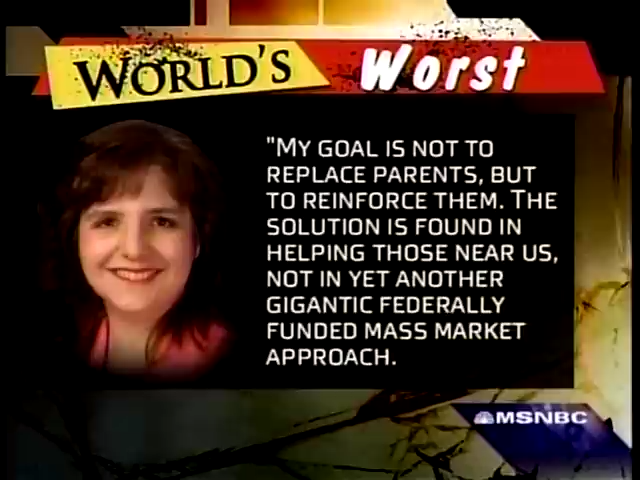 WORLD'S Worst
"MY GOAL IS NOT TO
REPLACE PARENTS, BUT
TO REINFORCE THEM. THE
SOLUTION IS FOUND IN
HELPING THOSE NEAR US,
NOT IN YET ANOTHER
GIGANTIC FEDERALLY
FUNDED MASS MARKET
APPROACH.
MSNBC